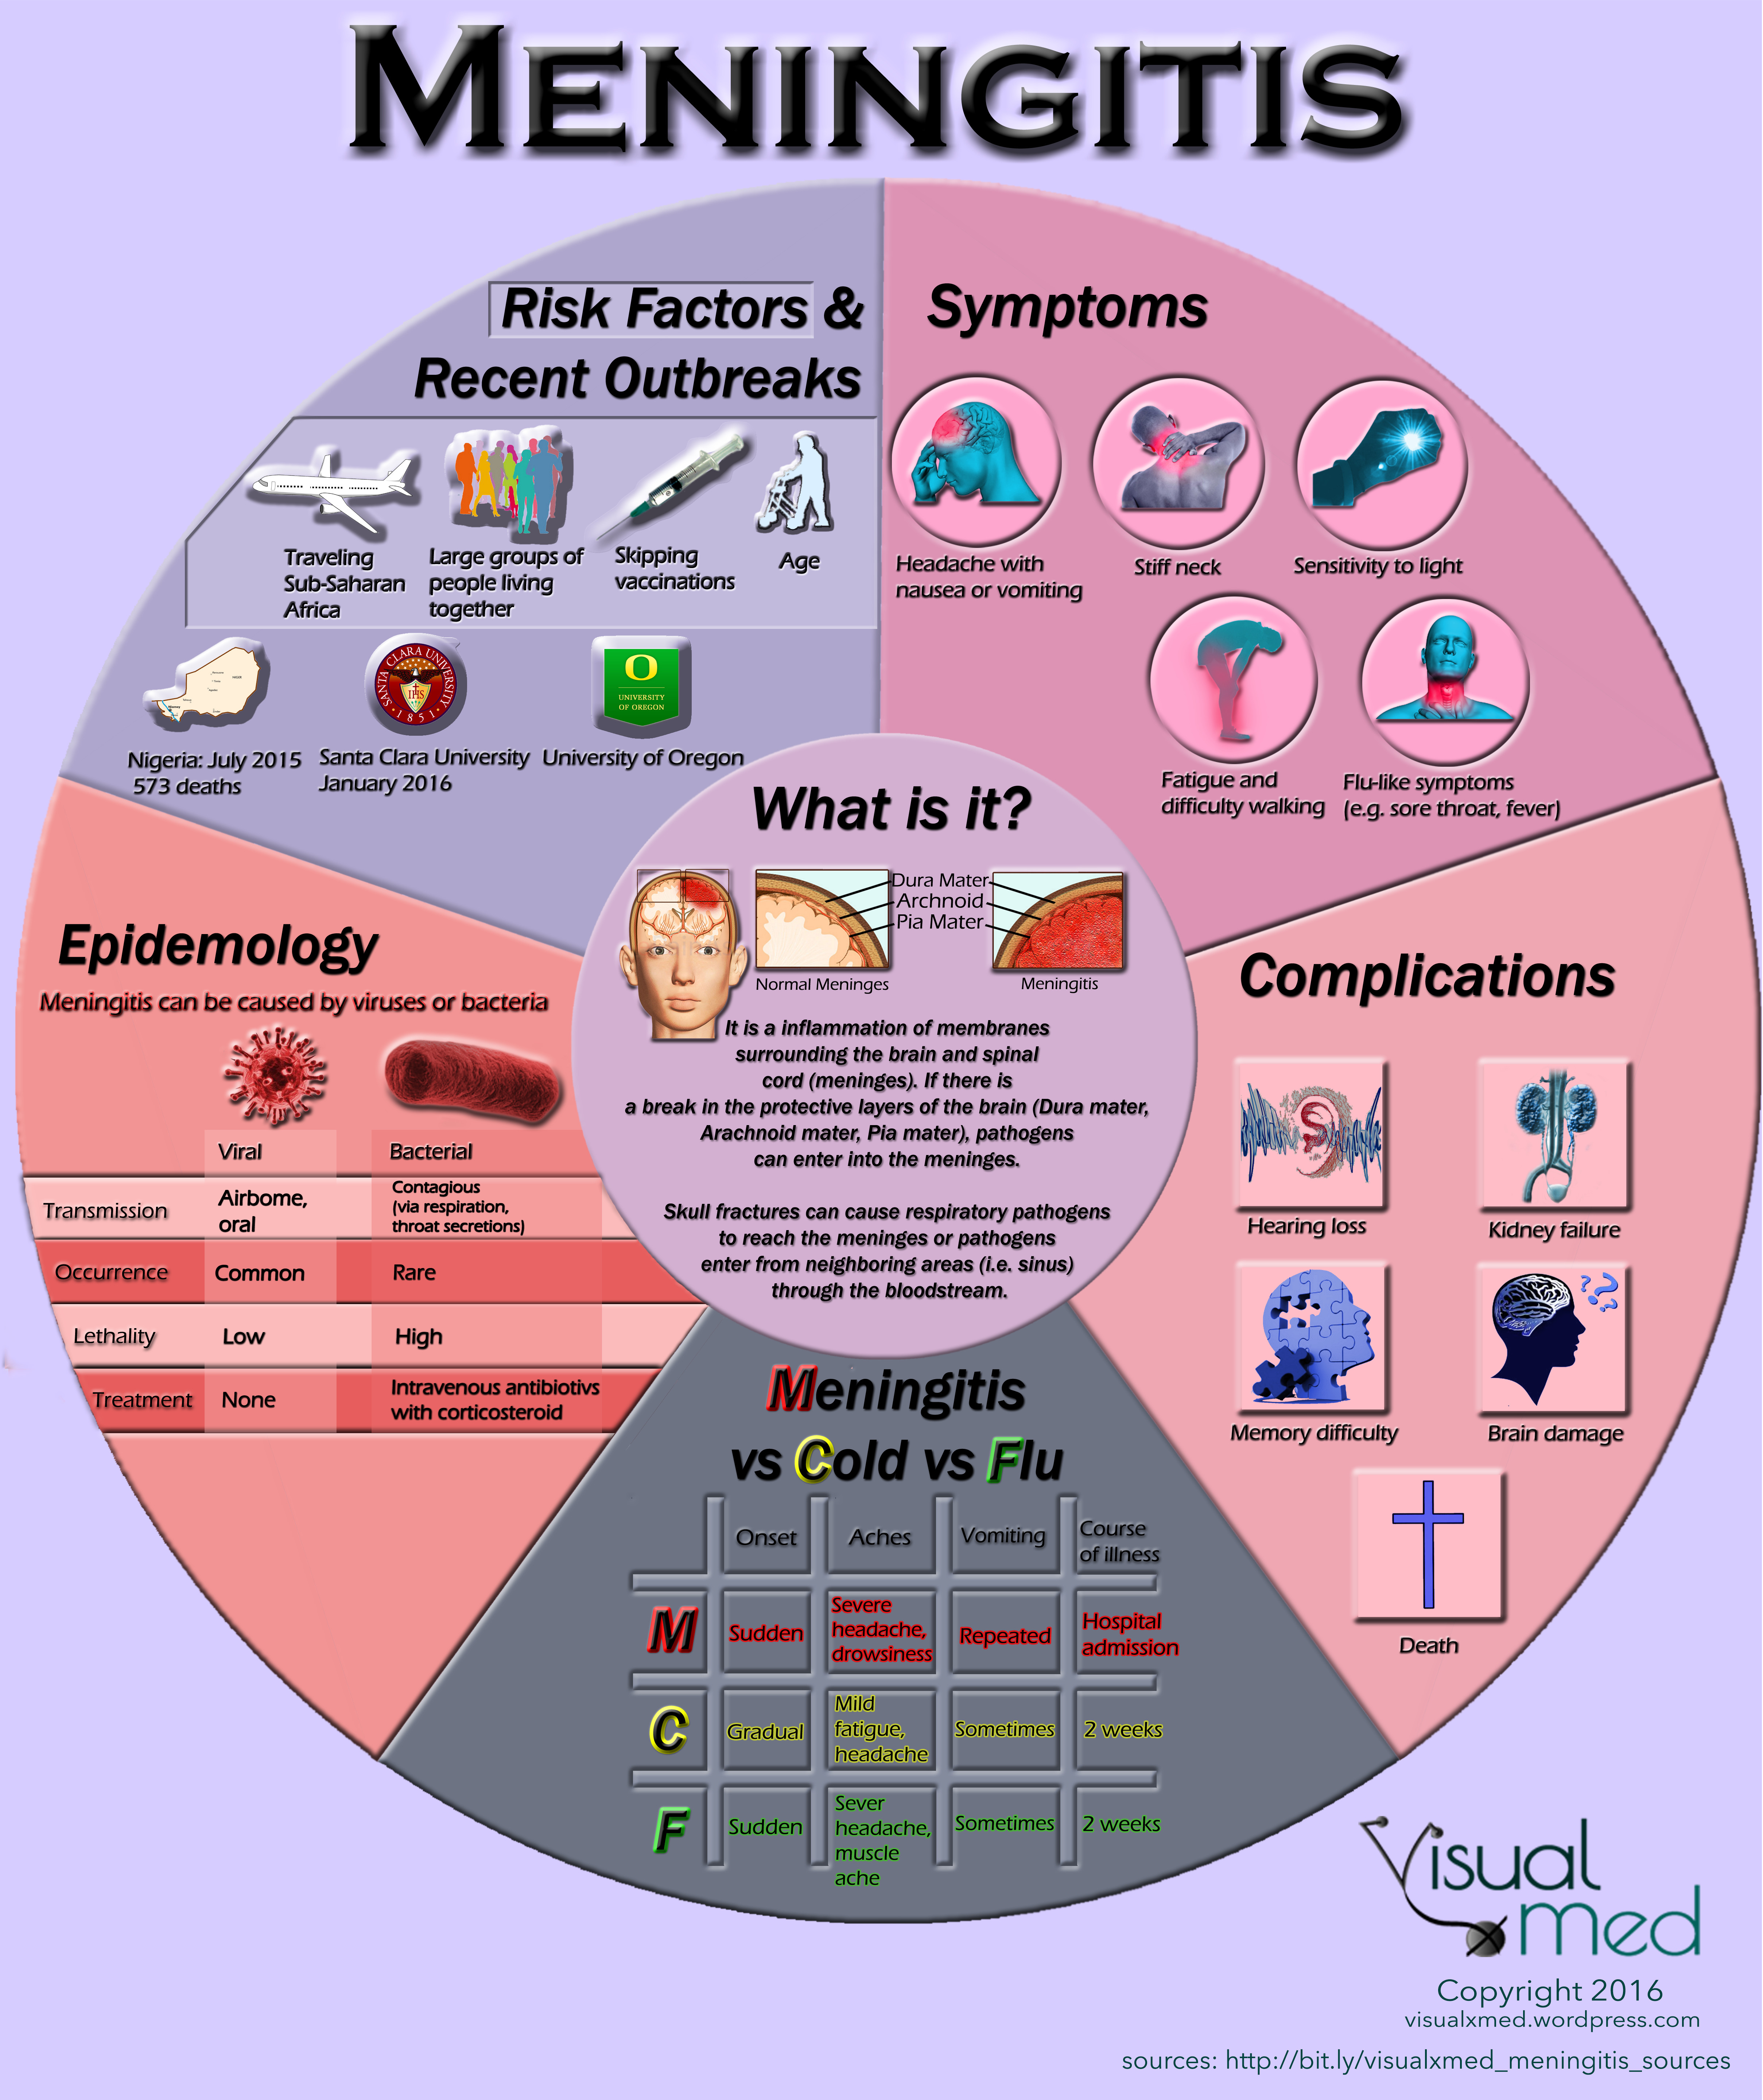 MENINGITIS
Risk Factors &
Recent Outbreaks
Traveling
Sub-Saharan
Africa
Large groups of
people living
together
Skipping
vaccinations
Age
Nigeria: July 2015
573 deaths
SANTA CLARA UNIVERSITY
IHS
1851
Santa Clara University
January 2016
O
UNIVERSITY
OF OREGON
University of Oregon
Symptoms
Headache with
nausea or vomiting
Stiff neck
Sensitivity to light
Fatigue and
difficulty walking
Flu-like symptoms
(e.g. sore throat, fever)
What is it?
Dura Mater
Archnoid
Pia Mater
Normal Meninges
Meningitis
It is a inflammation of membranes
surrounding the brain and spinal
cord (meninges). If there is
a break in the protective layers of the brain (Dura mater,
Arachnoid mater, Pia mater), pathogens
can enter into the meninges.
Skull fractures can cause respiratory pathogens
to reach the meninges or pathogens
enter from neighboring areas (i.e. sinus)
through the bloodstream.
Epidemology
Meningitis can be caused by viruses or bacteria
Viral
Bacterial
Transmission
Airbome,
oral
Contagious
(via respiration,
throat secretions)
Occurrence
Common
Rare
Lethality
Low
High
Treatment
None
Intravenous antibiotivs
with corticosteroid
Complications
Hearing loss
Kidney failure
Memory difficulty
???
Brain damage
Death
Meningitis
vs Cold vs Flu
Onset
Aches
Vomiting
Course
of illness
M
Sudden
Severe
headache,
drowsiness
Repeated
Hospital
admission
C
Gradual
Mild
fatigue,
headache
Sometimes
2 weeks
F
Sudden
Sever
headache,
muscle
ache
Sometimes
2 weeks
Visual
x med
Copyright 2016
visualxmed.wordpress.com
sources: http://bit.ly/visualxmed_meningitis_sources